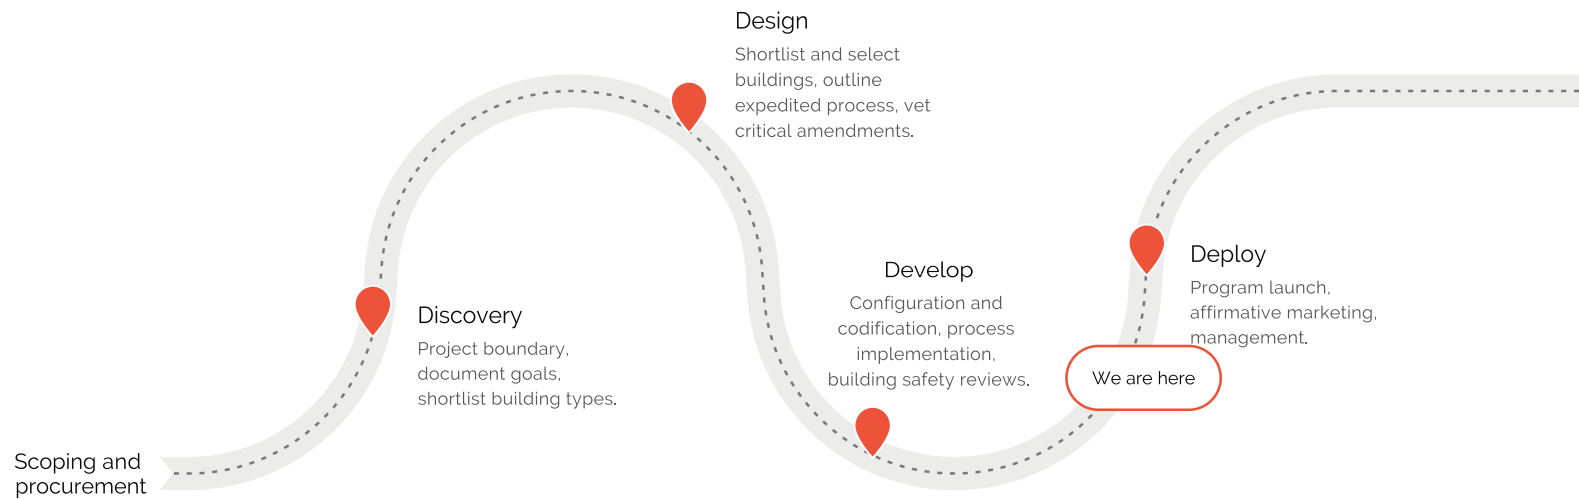 Scoping and
procurement
Discovery
Project boundary,
document goals,
shortlist building types.
Design
Shortlist and select
buildings, outline
expedited process, vet
critical amendments.
Develop
Configuration and
codification, process
implementation,
building safety reviews.
We are here
Deploy
Program launch,
affirmative marketing,
management.